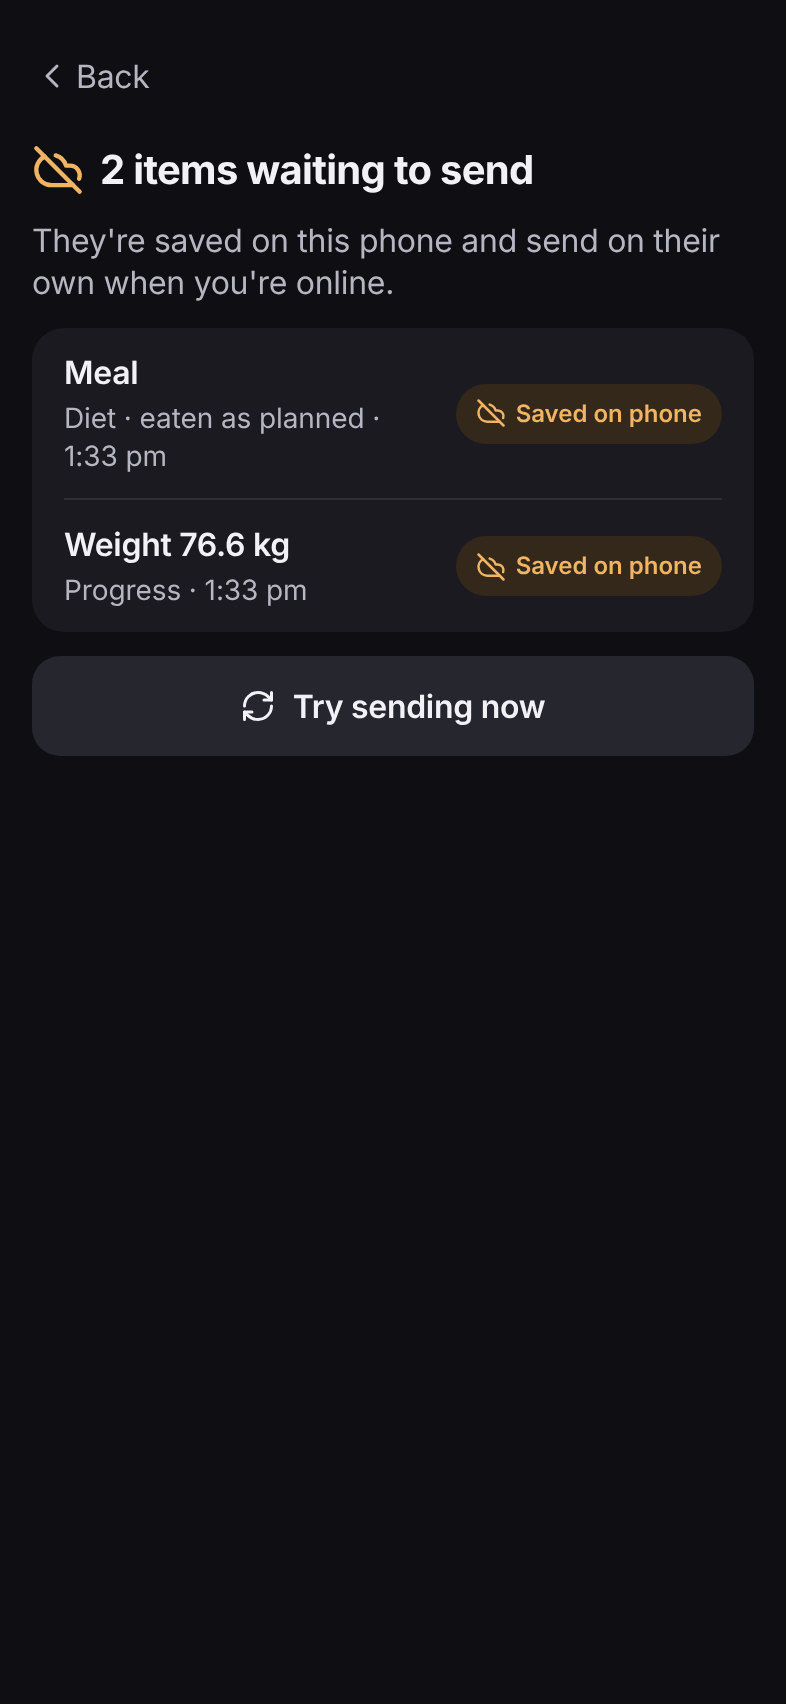 Back
2 items waiting to send
They're saved on this phone and send on their
own when you're online.
Meal
Diet · eaten as planned ·
1:33 pm
Saved on phone
Weight 76.6 kg
Progress · 1:33 pm
Saved on phone
Try sending now